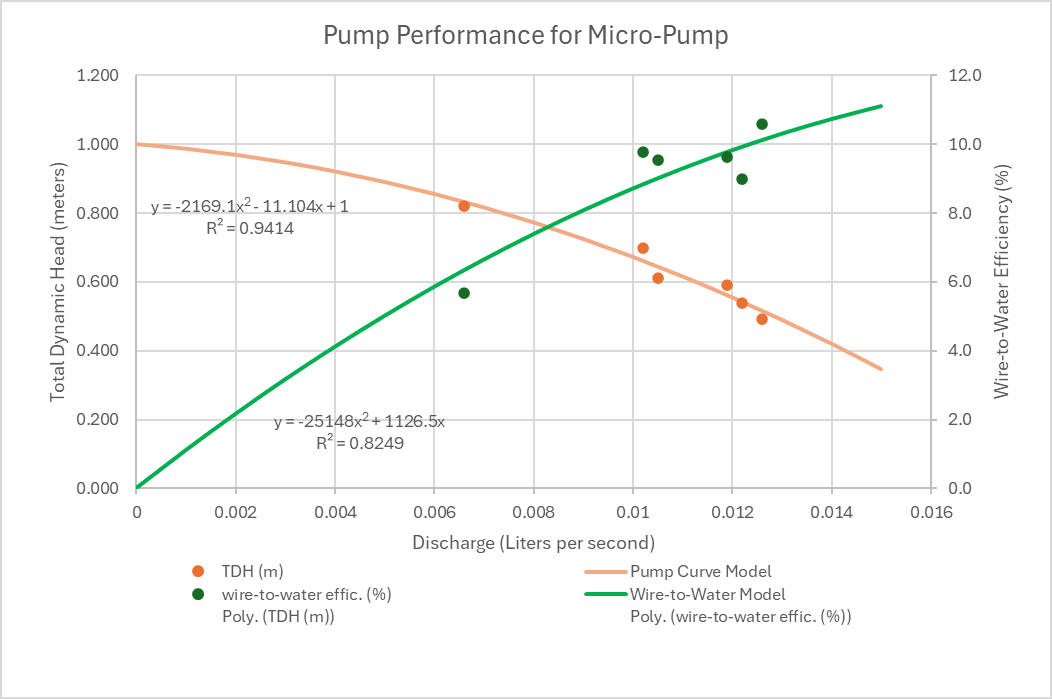 Pump Performance for Micro-Pump
1.200
12.0
1.000
10.0
y = -2169.1x² - 11.104x + 1
R² = 0.9414
0.800
8.0
0.600
6.0
0.400
4.0
y = -25148x² + 1126.5x
R² = 0.8249
0.200
2.0
0.000
0.0
Total Dynamic Head (meters)
Wire-to-Water Efficiency (%)
0 0.002 0.004 0.006 0.008 0.01 0.012 0.014 0.016
Discharge (Liters per second)
TDH (m)
Pump Curve Model
wire-to-water effic. (%)
Wire-to-Water Model
Poly. (TDH (m))
Poly. (wire-to-water effic. (%))